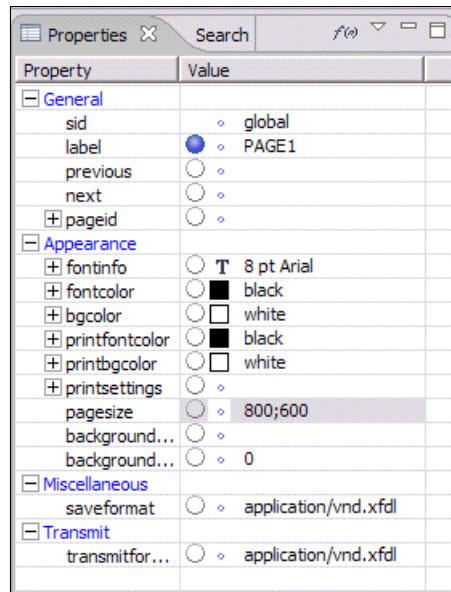 Properties Search f(x)
Property Value
General
sid global
label PAGE1
previous
next
pageid
Appearance
fontinfo T 8 pt Arial
fontcolor black
bgcolor white
printfontcolor black
printbgcolor white
printsettings
pagesize 800;600
background...
background... 0
Miscellaneous
saveformat application/vnd.xfdl
Transmit
transmitfor... application/vnd.xfdl